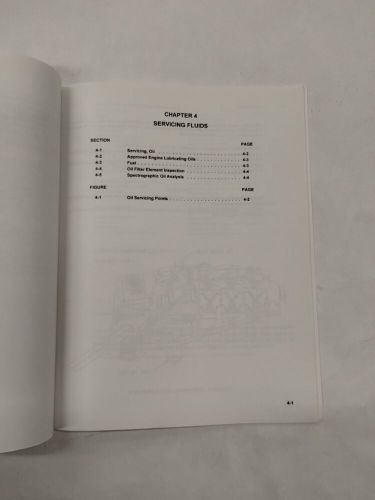 CHAPTER 4
SERVICING FLUIDS
SECTION PAGE
4-1 Servicing, Oil . . . . . . . . . . . . . . . . . . . . . . 4-2
4-2 Approved Engine Lubricating Oils . . . . . . . . . . . . 4-3
4-3 Fuel . . . . . . . . . . . . . . . . . . . . . . . . . . 4-3
4-4 Oil Filter Element Inspection . . . . . . . . . . . . . . 4-4
4-5 Spectrographic Oil Analysis . . . . . . . . . . . . . . . 4-4
FIGURE PAGE
4-1 Oil Servicing Points . . . . . . . . . . . . . . . . . . . 4-2
4-1